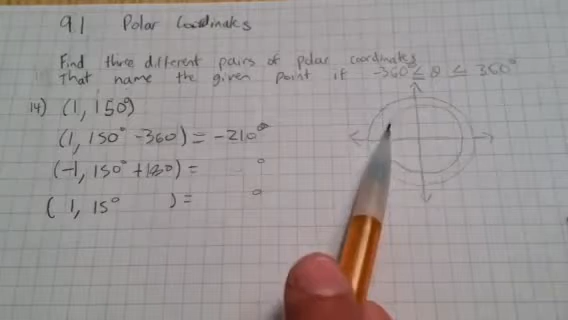 9.1 Polar Coordinates
Find three different pairs of polar coordinates
That name the given point if -360° ≤ θ ≤ 360°
14) (1, 150°)
(1, 150° -360) = -210°
(-1, 150° +180) = °
( 1, 15° ) = °